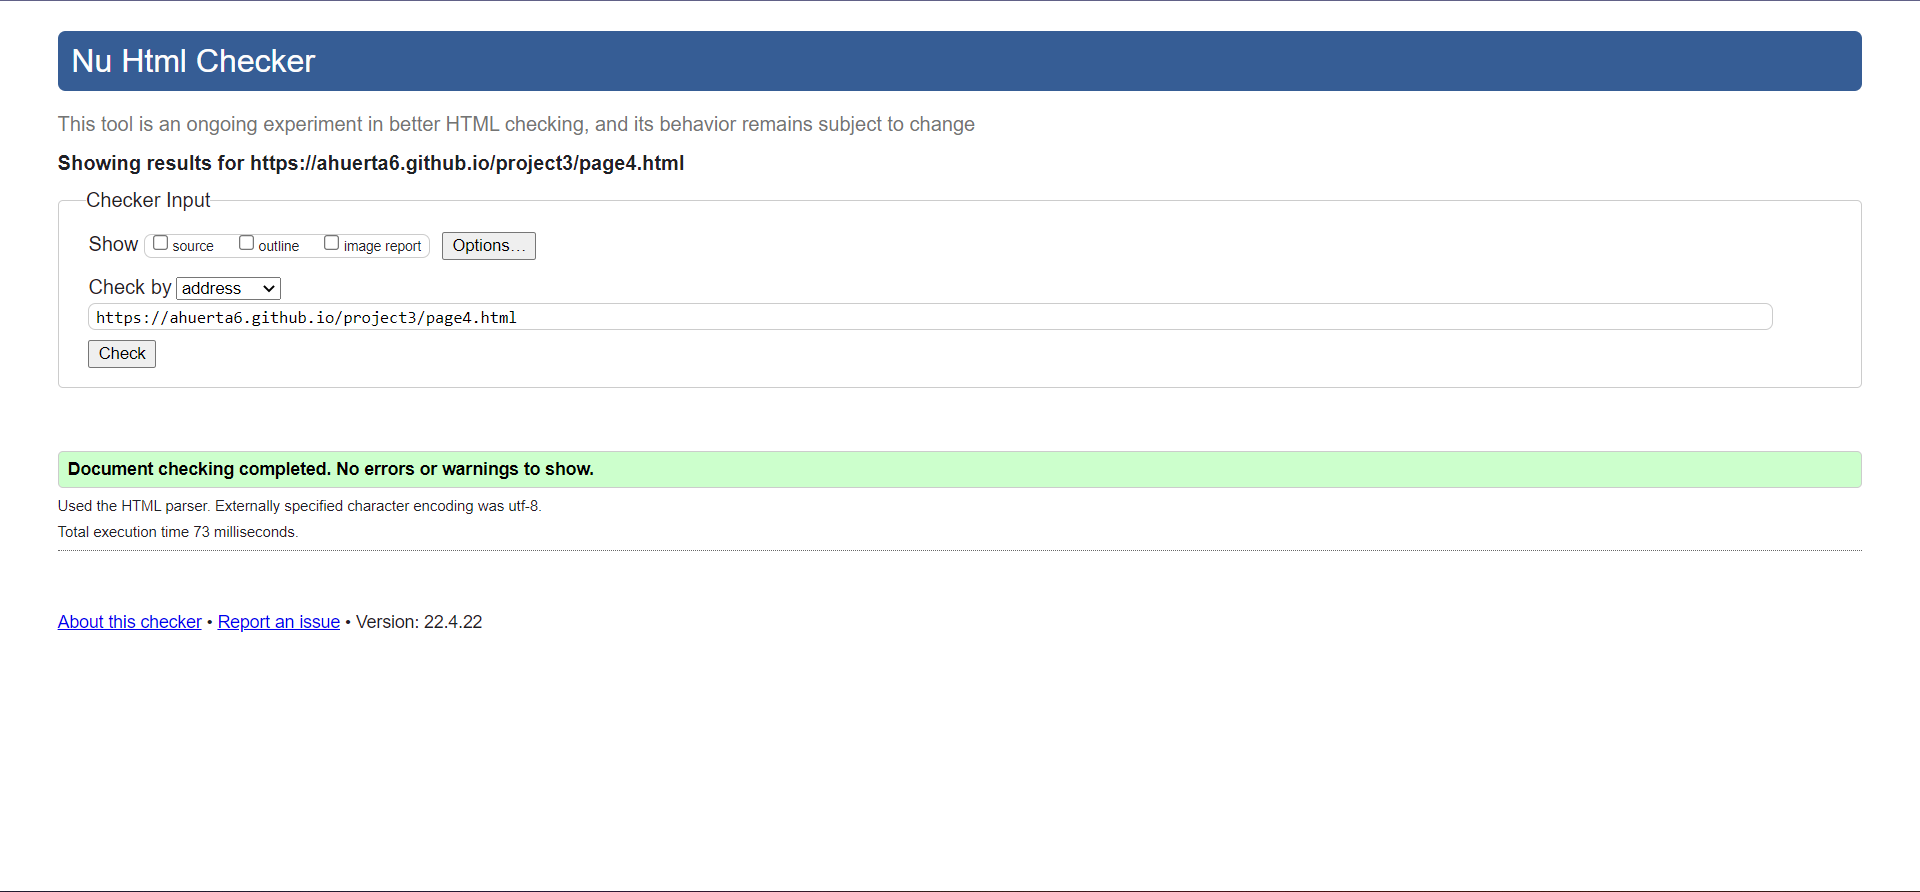 Nu Html Checker
This tool is an ongoing experiment in better HTML checking, and its behavior remains subject to change
Showing results for https://ahuerta6.github.io/project3/page4.html
Checker Input
Show source outline image report Options…
Check by address
https://ahuerta6.github.io/project3/page4.html
Check
Document checking completed. No errors or warnings to show.
Used the HTML parser. Externally specified character encoding was utf-8.
Total execution time 73 milliseconds.
About this checker • Report an issue • Version: 22.4.22